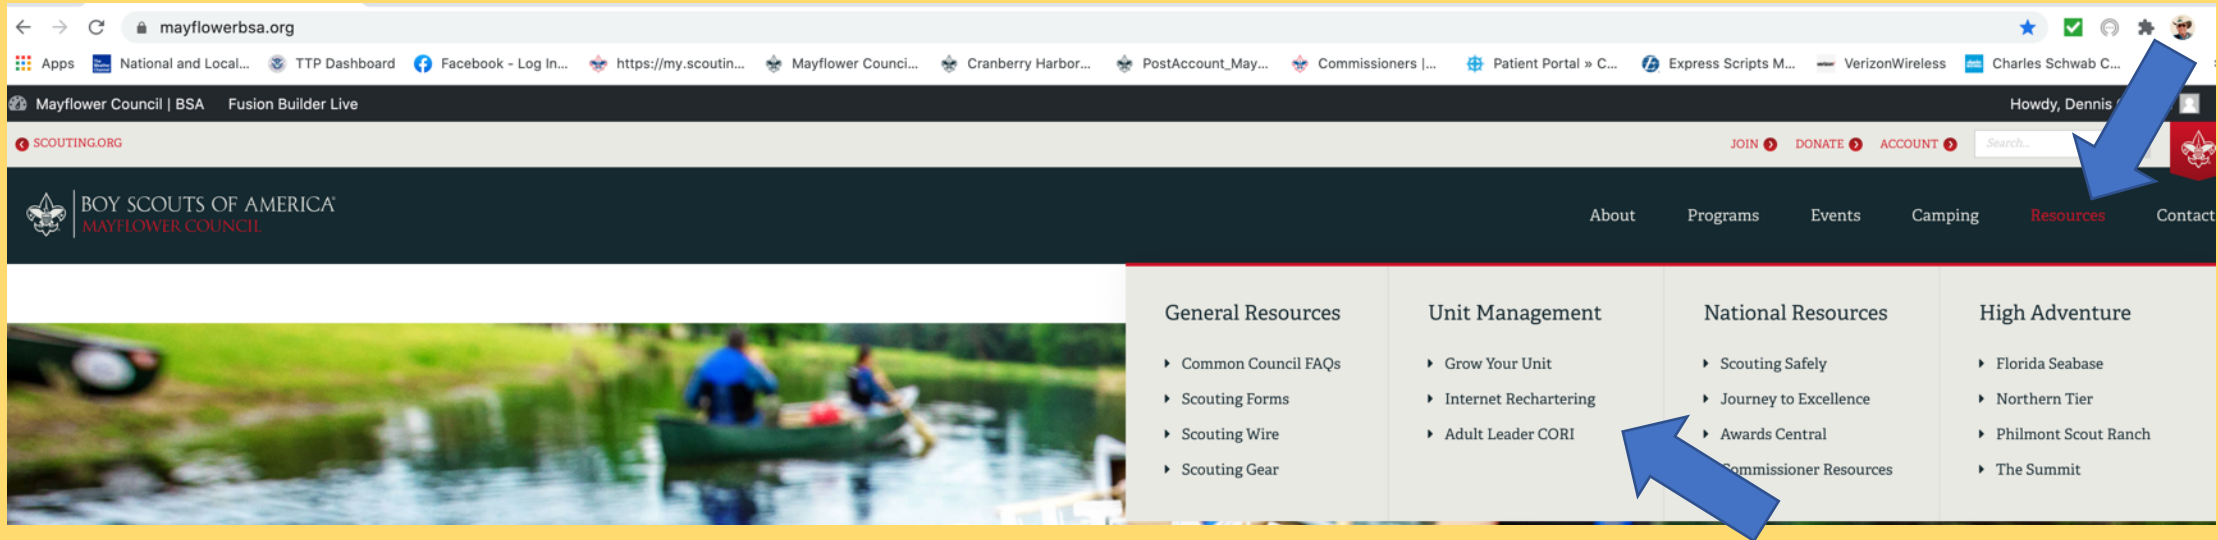 mayflowerbsa.org
Apps National and Local... TTP Dashboard Facebook - Log In... https://my.scoutin... Mayflower Counci... Cranberry Harbor... PostAccount_May... Commissioners |... Patient Portal » C... Express Scripts M... VerizonWireless Charles Schwab C...
Mayflower Council | BSA Fusion Builder Live Howdy, Dennis
SCOUTING.ORG JOIN DONATE ACCOUNT Search...
BOY SCOUTS OF AMERICA®
MAYFLOWER COUNCIL
About Programs Events Camping Resources Contact
General Resources
Common Council FAQs
Scouting Forms
Scouting Wire
Scouting Gear
Unit Management
Grow Your Unit
Internet Rechartering
Adult Leader CORI
National Resources
Scouting Safely
Journey to Excellence
Awards Central
Commissioner Resources
High Adventure
Florida Seabase
Northern Tier
Philmont Scout Ranch
The Summit